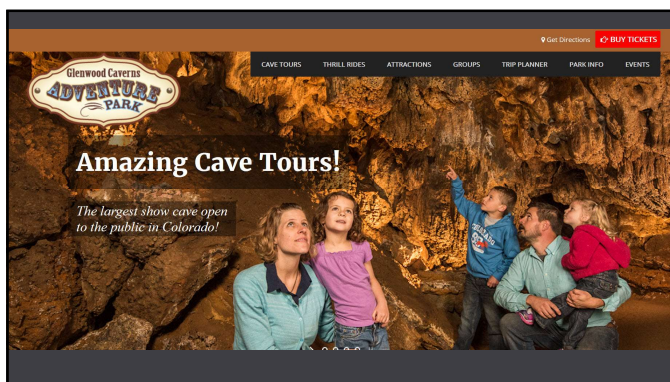 Get Directions
BUY TICKETS
Glenwood Caverns
ADVENTURE
PARK
CAVE TOURS THRILL RIDES ATTRACTIONS GROUPS TRIP PLANNER PARK INFO EVENTS
Amazing Cave Tours!
The largest show cave open
to the public in Colorado!
COLORADO